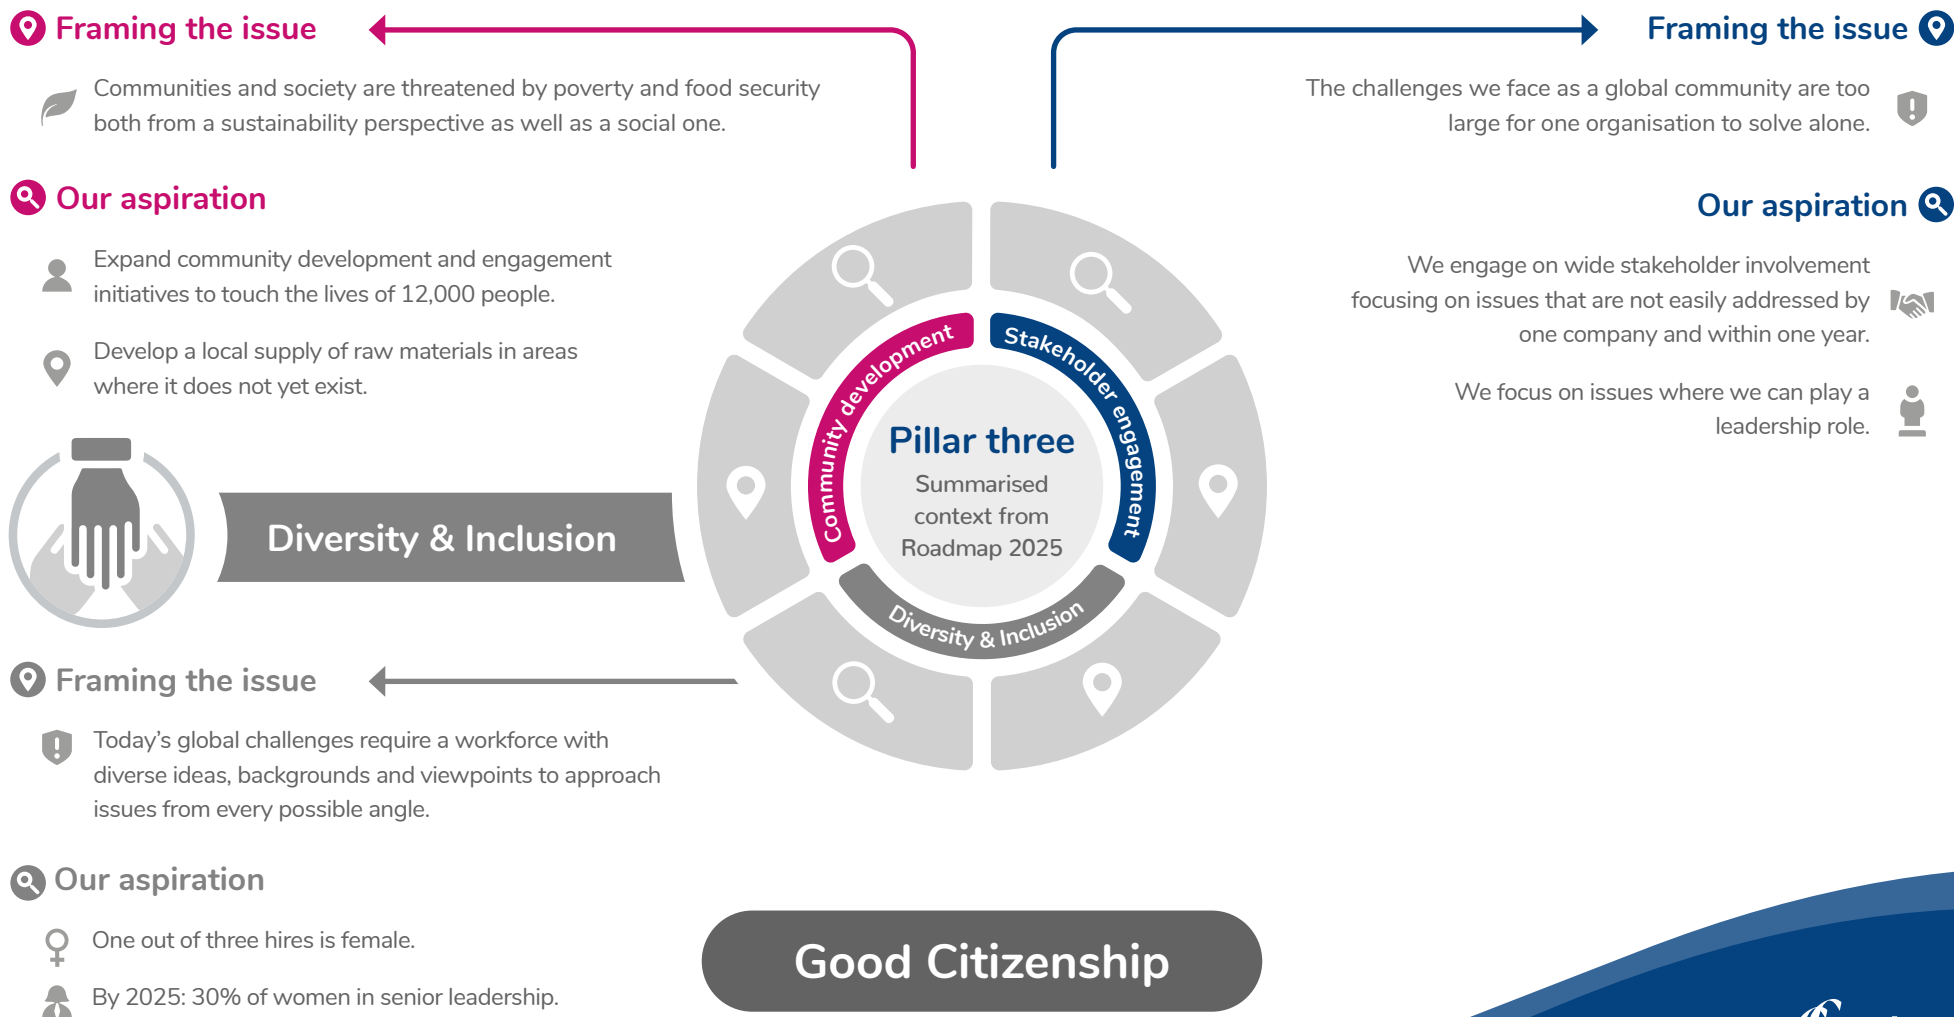 Framing the issue
Communities and society are threatened by poverty and food security
both from a sustainability perspective as well as a social one.
Our aspiration
Expand community development and engagement
initiatives to touch the lives of 12,000 people.
Develop a local supply of raw materials in areas
where it does not yet exist.
Framing the issue
The challenges we face as a global community are too
large for one organisation to solve alone.
Our aspiration
We engage on wide stakeholder involvement
focusing on issues that are not easily addressed by
one company and within one year.
We focus on issues where we can play a
leadership role.
Community development
Stakeholder engagement
Diversity & Inclusion
Pillar three
Summarised
context from
Roadmap 2025
Diversity & Inclusion
Framing the issue
Today’s global challenges require a workforce with
diverse ideas, backgrounds and viewpoints to approach
issues from every possible angle.
Our aspiration
One out of three hires is female.
By 2025: 30% of women in senior leadership.
Good Citizenship